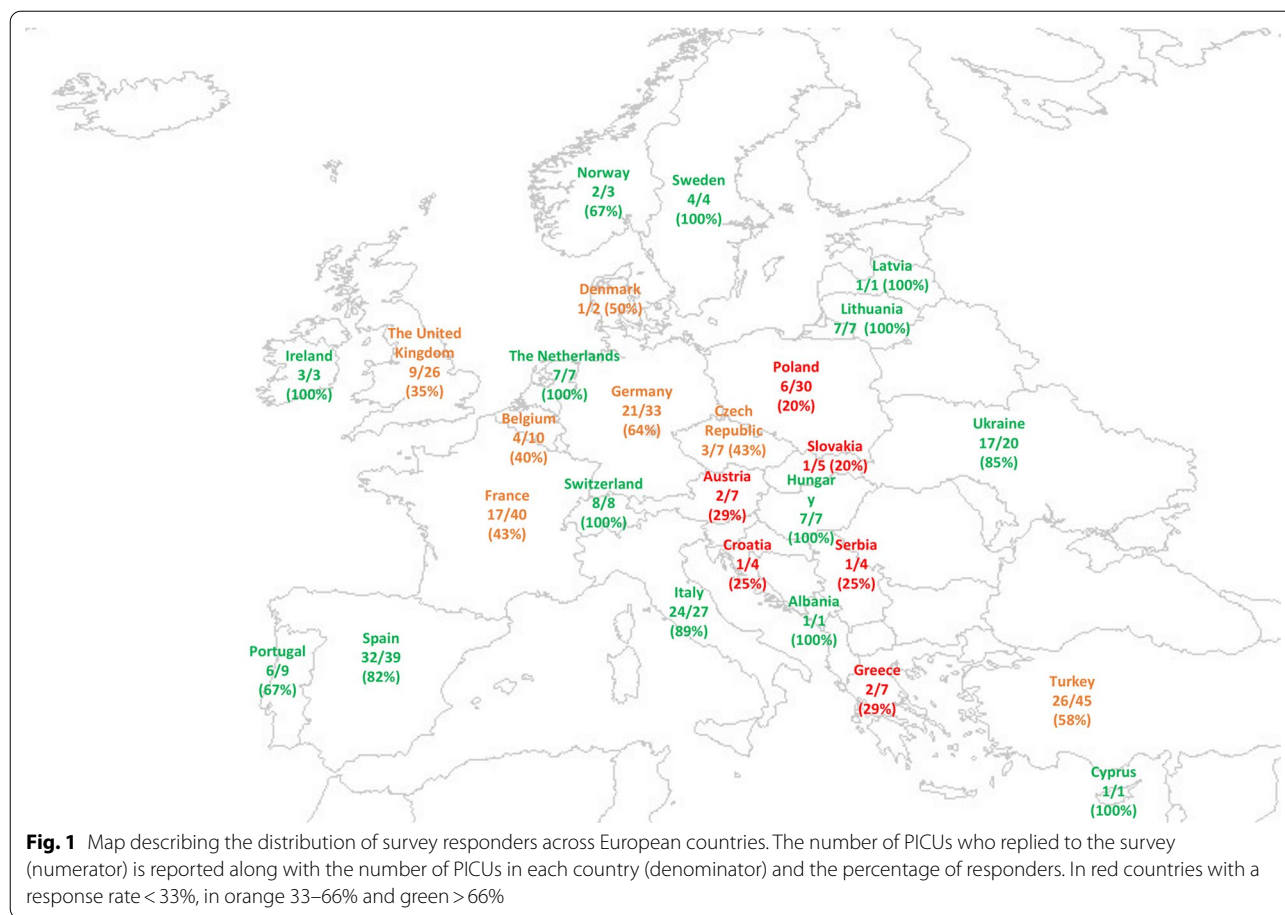 Norway
2/3
(67%)
Sweden
4/4
(100%)
Latvia
1/1 (100%)
Lithuania
7/7 (100%)
Denmark
1/2 (50%)
The United
Kingdom
9/26
(35%)
Ireland
3/3
(100%)
The Netherlands
7/7
(100%)
Germany
21/33
(64%)
Poland
6/30
(20%)
Belgium
4/10
(40%)
Czech
Republic
3/7 (43%)
Ukraine
17/20
(85%)
Slovakia
1/5 (20%)
France
17/40
(43%)
Switzerland
8/8
(100%)
Austria
2/7
(29%)
Hungar
y
7/7
(100%)
Croatia
1/4
(25%)
Serbia
1/4
(25%)
Italy
24/27
(89%)
Albania
1/1
(100%)
Portugal
6/9
(67%)
Spain
32/39
(82%)
Greece
2/7
(29%)
Turkey
26/45
(58%)
Cyprus
1/1
(100%)
Fig. 1 Map describing the distribution of survey responders across European countries. The number of PICUs who replied to the survey
(numerator) is reported along with the number of PICUs in each country (denominator) and the percentage of responders. In red countries with a
response rate < 33%, in orange 33–66% and green > 66%